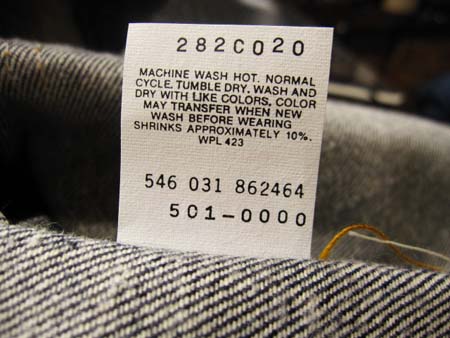 282C020
MACHINE WASH HOT. NORMAL
CYCLE. TUMBLE DRY. WASH AND
DRY WITH LIKE COLORS. COLOR
MAY TRANSFER WHEN NEW
WASH BEFORE WEARING
SHRINKS APPROXIMATELY 10%.
WPL 423
546 031 862464
501-0000